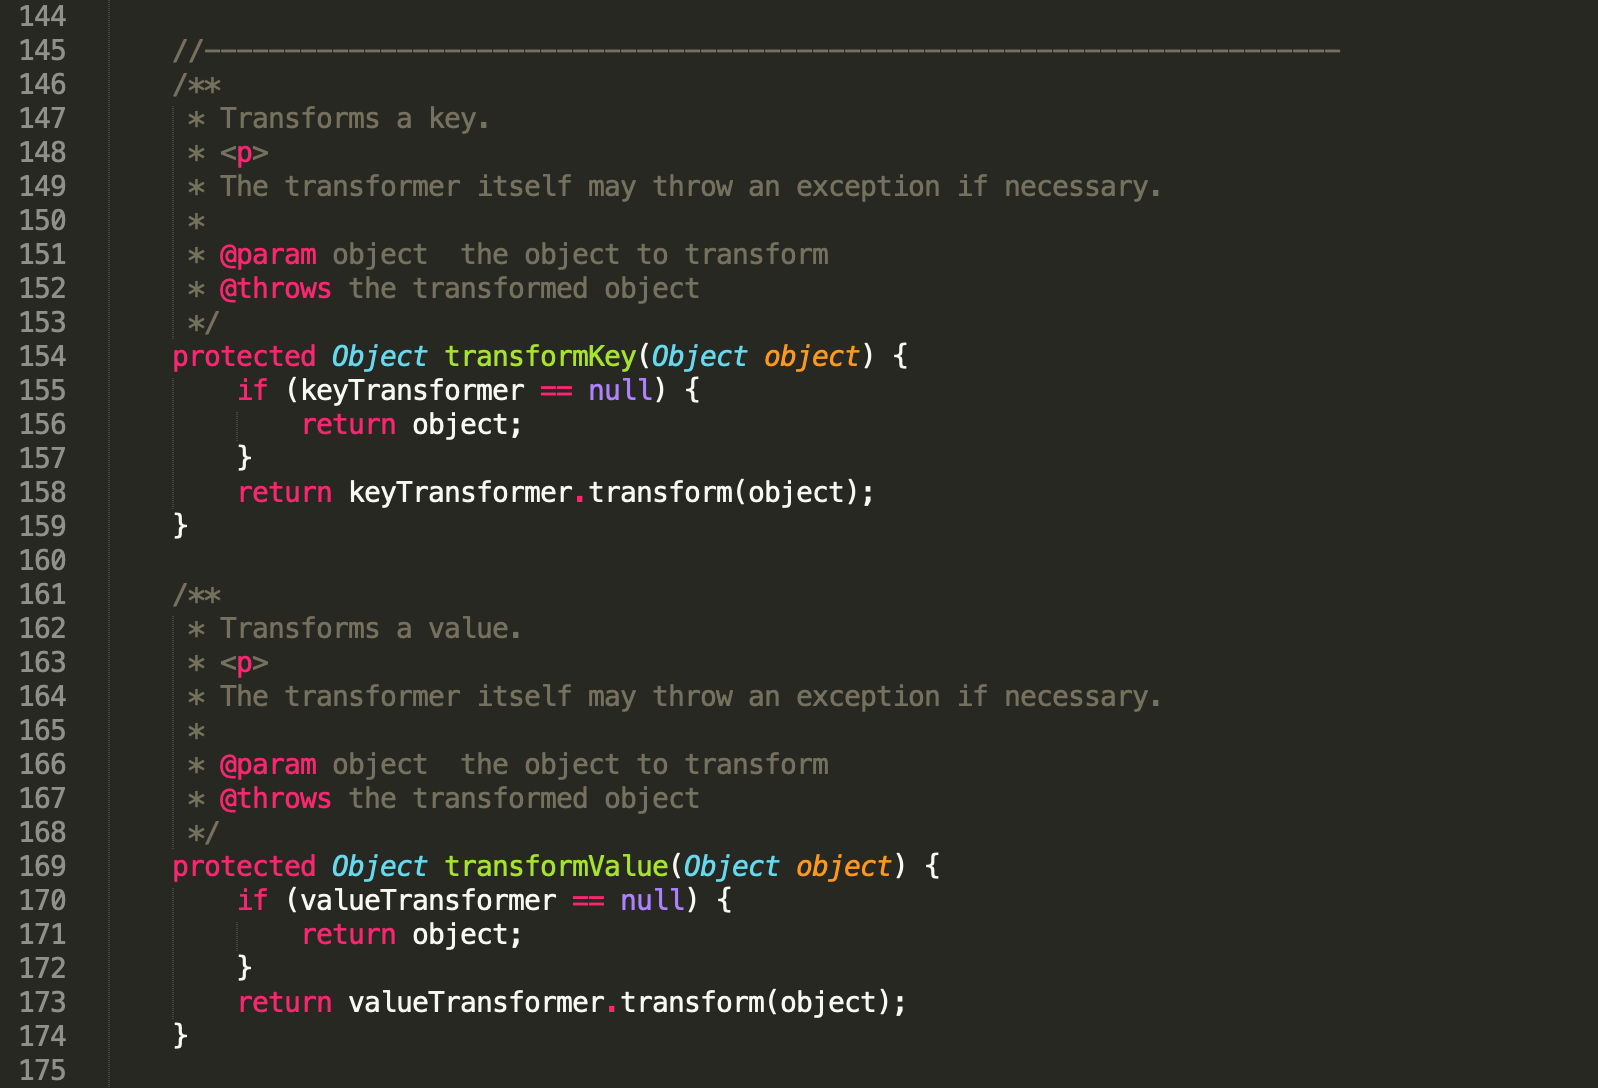 144
145 //-----------------------------------------------------------------------
146 /**
147 * Transforms a key.
148 * <p>
149 * The transformer itself may throw an exception if necessary.
150 *
151 * @param object  the object to transform
152 * @throws the transformed object
153 */
154 protected Object transformKey(Object object) {
155 if (keyTransformer == null) {
156 return object;
157 }
158 return keyTransformer.transform(object);
159 }
160
161 /**
162 * Transforms a value.
163 * <p>
164 * The transformer itself may throw an exception if necessary.
165 *
166 * @param object  the object to transform
167 * @throws the transformed object
168 */
169 protected Object transformValue(Object object) {
170 if (valueTransformer == null) {
171 return object;
172 }
173 return valueTransformer.transform(object);
174 }
175